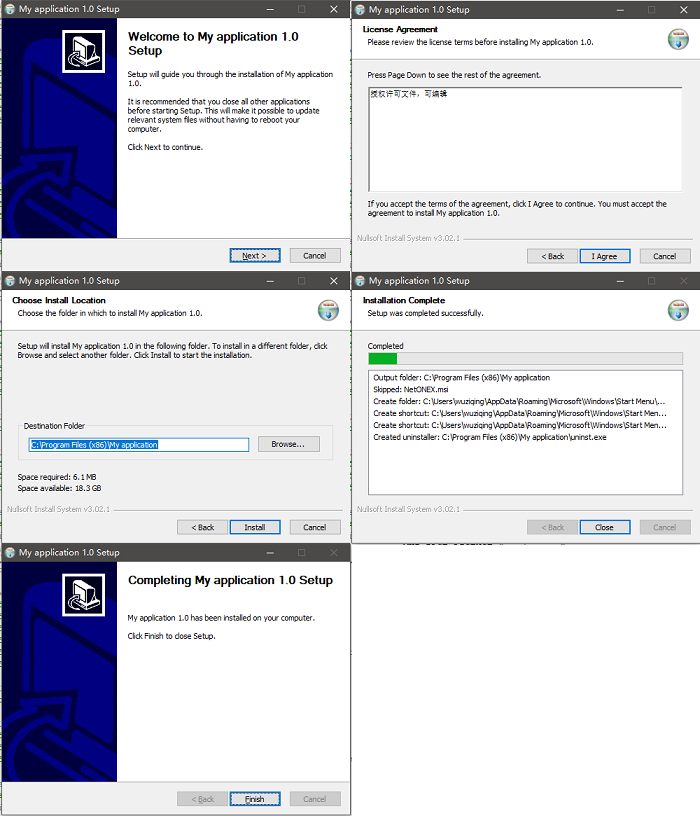 My application 1.0 Setup
Welcome to My application 1.0
Setup
Setup will guide you through the installation of My application
1.0.
It is recommended that you close all other applications
before starting Setup. This will make it possible to update
relevant system files without having to reboot your
computer.
Click Next to continue.
Next >
Cancel
My application 1.0 Setup
License Agreement
Please review the license terms before installing My application 1.0.
Press Page Down to see the rest of the agreement.
授权许可文件，可编辑
If you accept the terms of the agreement, click I Agree to continue. You must accept the
agreement to install My application 1.0.
Nullsoft Install System v3.02.1
< Back
I Agree
Cancel
My application 1.0 Setup
Choose Install Location
Choose the folder in which to install My application 1.0.
Setup will install My application 1.0 in the following folder. To install in a different folder, click
Browse and select another folder. Click Install to start the installation.
Destination Folder
C:\Program Files (x86)\My application
Browse...
Space required: 6.1 MB
Space available: 18.3 GB
Nullsoft Install System v3.02.1
< Back
Install
Cancel
My application 1.0 Setup
Installation Complete
Setup was completed successfully.
Completed
Output folder: C:\Program Files (x86)\My application
Skipped: NetONEX.msi
Create folder: C:\Users\wuziqing\AppData\Roaming\Microsoft\Windows\Start Menu\...
Create shortcut: C:\Users\wuziqing\AppData\Roaming\Microsoft\Windows\Start Men...
Create shortcut: C:\Users\wuziqing\AppData\Roaming\Microsoft\Windows\Start Men...
Created uninstaller: C:\Program Files (x86)\My application\uninst.exe
Nullsoft Install System v3.02.1
< Back
Close
Cancel
My application 1.0 Setup
Completing My application 1.0 Setup
My application 1.0 has been installed on your computer.
Click Finish to close Setup.
< Back
Finish
Cancel